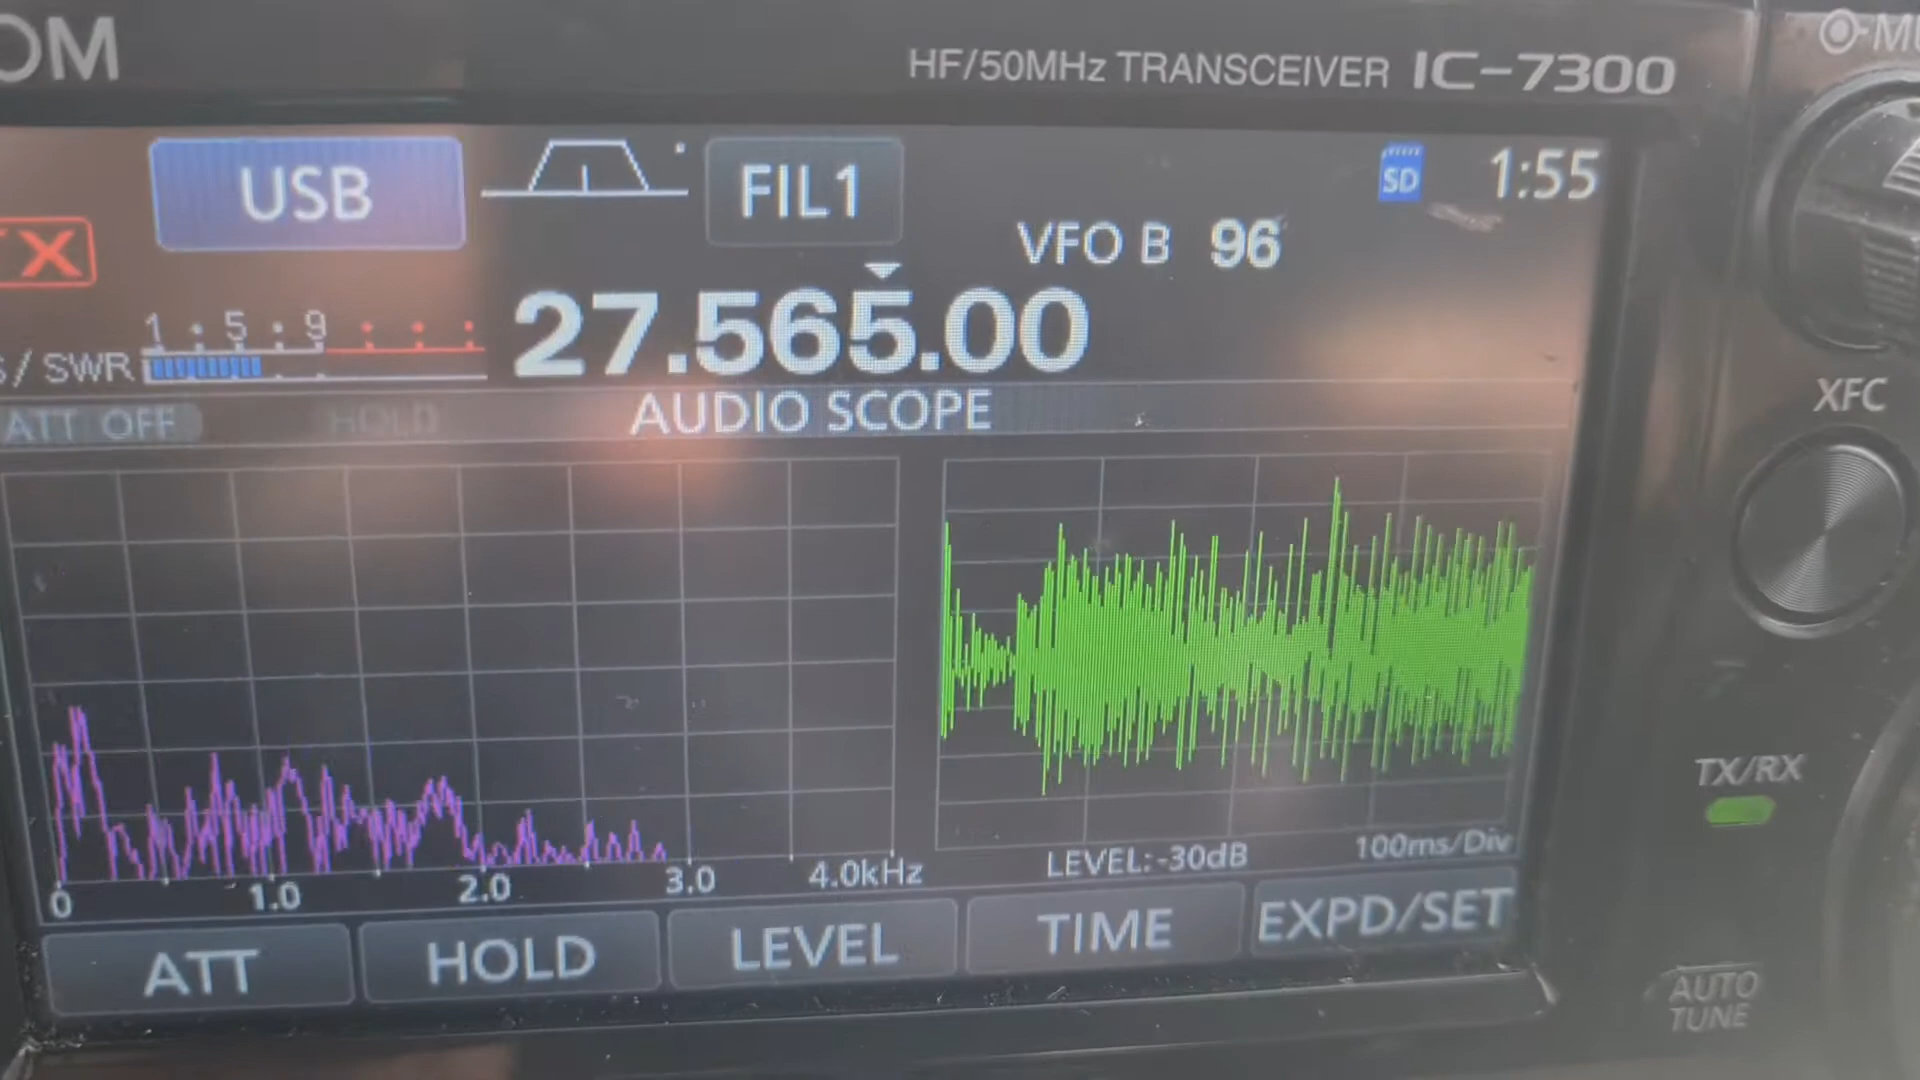 OM
HF/50MHz TRANSCEIVER IC-7300
USB
FIL1
SD
1:55
X
VFO B 96
1 • 5 • 9
27.565.00
S/SWR
ATT OFF
HOLD
AUDIO SCOPE
XFC
TX/RX
LEVEL:-30dB
100ms/Div
0
1.0
2.0
3.0
4.0kHz
ATT
HOLD
LEVEL
TIME
EXPD/SET
AUTO
TUNE